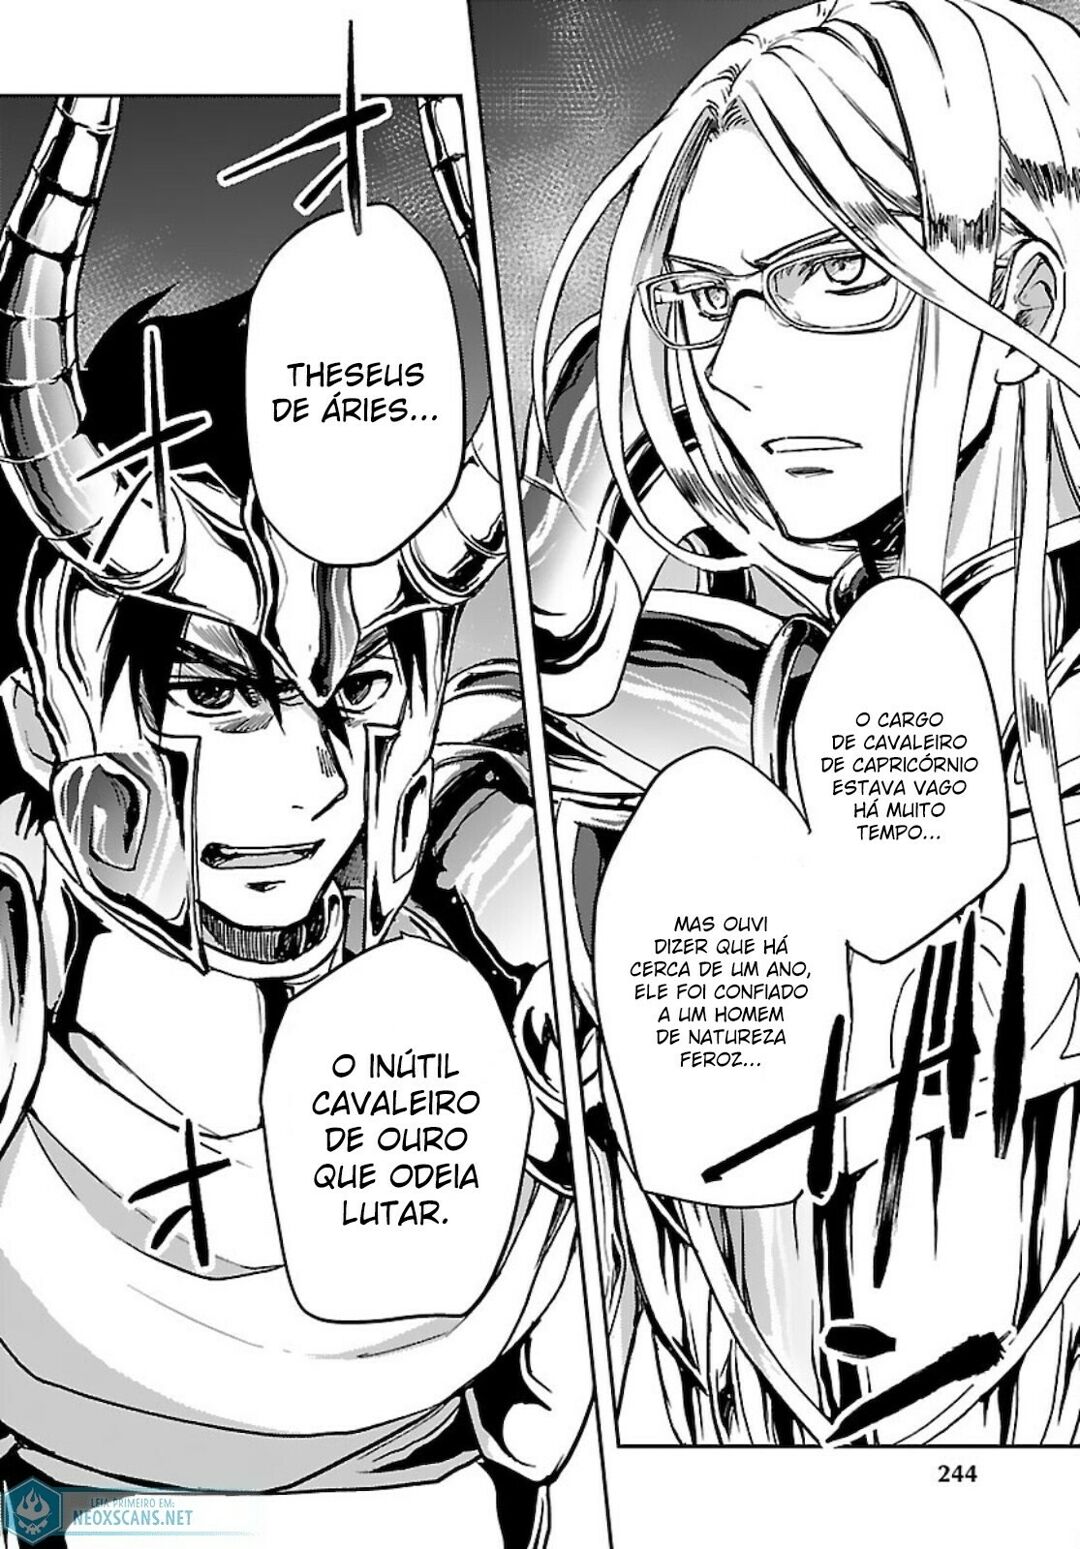 O CARGO
DE CAVALEIRO
DE CAPRICÓRNIO
ESTAVA VAGO
HÁ MUITO
TEMPO...
MAS OUVI
DIZER QUE HÁ
CERCA DE UM ANO,
ELE FOI CONFIADO
A UM HOMEM
DE NATUREZA
FEROZ...
THESEUS
DE ÁRIES...
O INÚTIL
CAVALEIRO
DE OURO
QUE ODEIA
LUTAR.
244
LEIA PRIMEIRO EM:
NEOXSCANS.NET